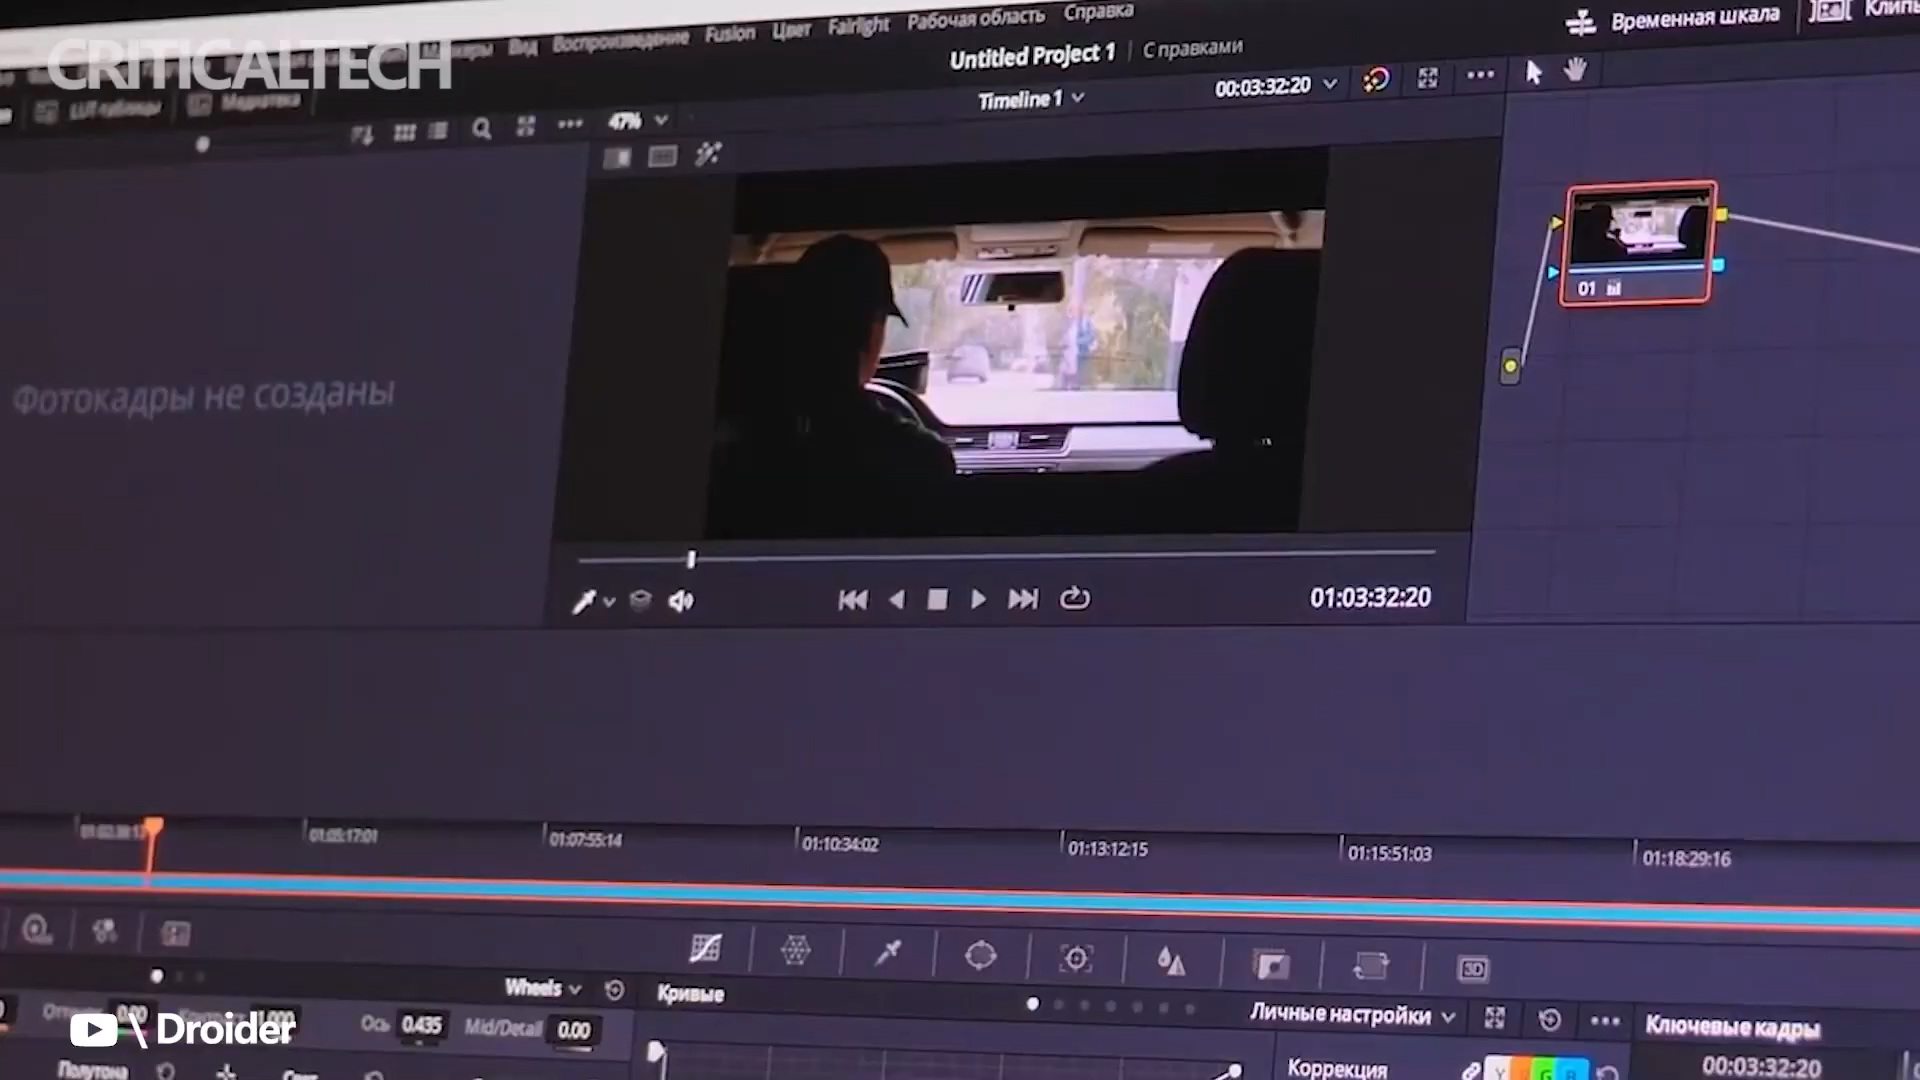 CRITICALTECH
Вид Воспроизведение Fusion Цвет Fairlight Рабочая область Справка
Untitled Project 1 С правками
Временная шкала
LUT-таблицы Медиатека
47%
Timeline 1
00:03:32:20
01
Фотокадры не созданы
01:03:32:20
01:05:17:01
01:07:55:14
01:10:34:02
01:13:12:15
01:15:51:03
01:18:29:16
Wheels
Кривые
Ось 0.435 Mid/Detail 0.00
Личные настройки
Ключевые кадры
\ Droider
Полутона
Коррекция
Y
G
00:03:32:20